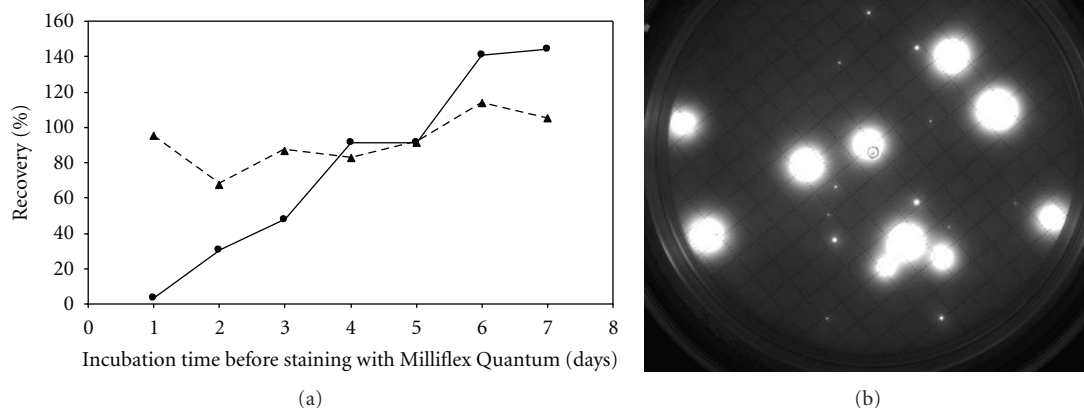 160
140
120
100
80
60
40
20
0
Recovery (%)
0 1 2 3 4 5 6 7 8
Incubation time before staining with Milliflex Quantum (days)
(a)
(b)